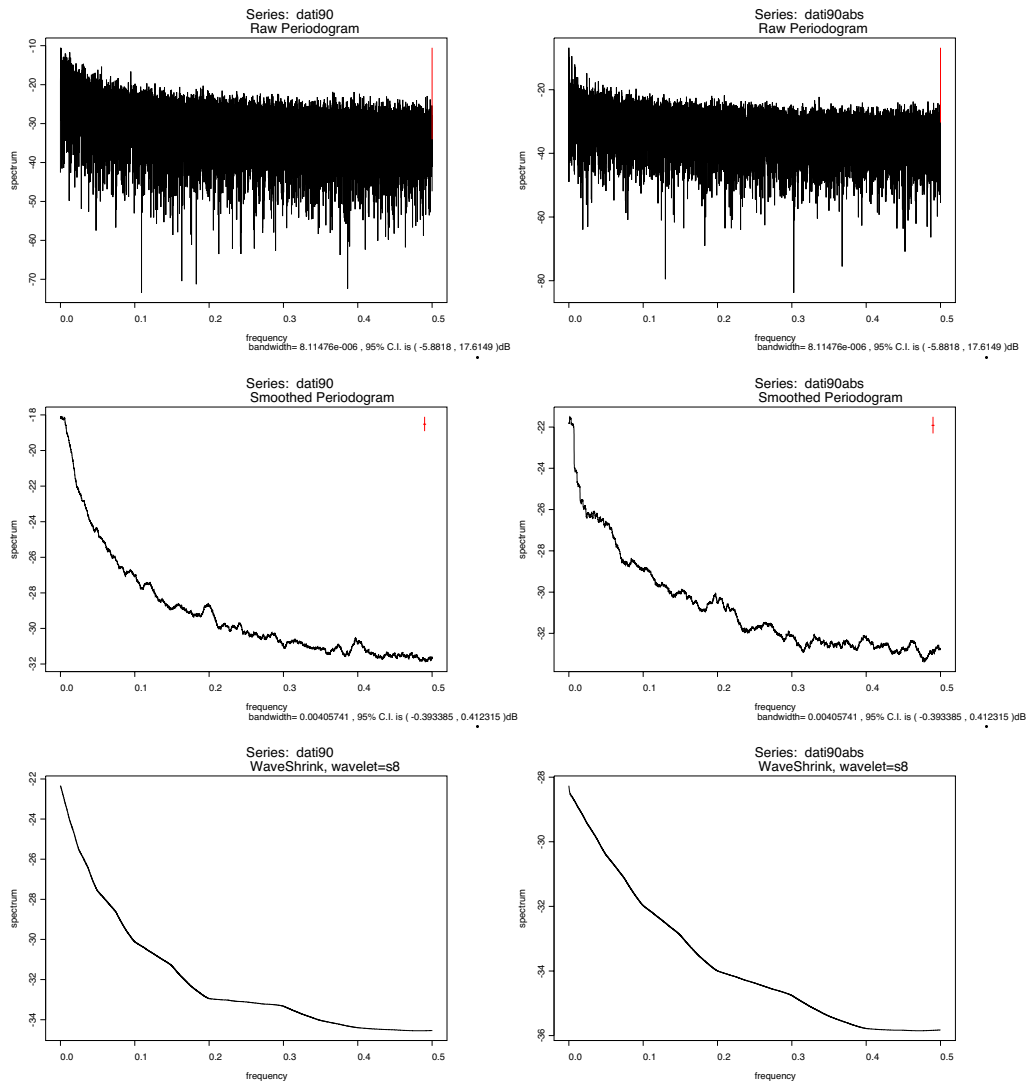 Series: dati90
Raw Periodogram
spectrum
-10
-20
-30
-40
-50
-60
-70
0.0 0.1 0.2 0.3 0.4 0.5
frequency
bandwidth= 8.11476e-006 , 95% C.I. is ( -5.8818 , 17.6149 )dB
Series: dati90abs
Raw Periodogram
spectrum
-20
-40
-60
-80
0.0 0.1 0.2 0.3 0.4 0.5
frequency
bandwidth= 8.11476e-006 , 95% C.I. is ( -5.8818 , 17.6149 )dB
Series: dati90
Smoothed Periodogram
spectrum
-18
-20
-22
-24
-26
-28
-30
-32
0.0 0.1 0.2 0.3 0.4 0.5
frequency
bandwidth= 0.00405741 , 95% C.I. is ( -0.393385 , 0.412315 )dB
Series: dati90abs
Smoothed Periodogram
spectrum
-22
-24
-26
-28
-30
-32
0.0 0.1 0.2 0.3 0.4 0.5
frequency
bandwidth= 0.00405741 , 95% C.I. is ( -0.393385 , 0.412315 )dB
Series: dati90
WaveShrink, wavelet=s8
spectrum
-22
-24
-26
-28
-30
-32
-34
0.0 0.1 0.2 0.3 0.4 0.5
frequency
Series: dati90abs
WaveShrink, wavelet=s8
spectrum
-28
-30
-32
-34
-36
0.0 0.1 0.2 0.3 0.4 0.5
frequency